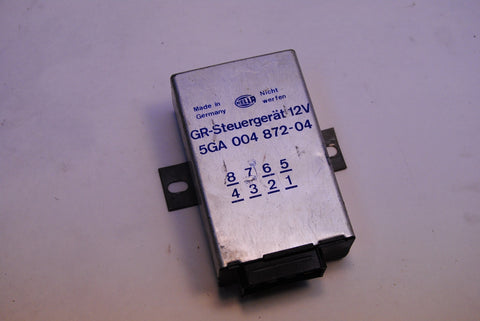 Made in
Germany
HELLA
Nicht
werfen
GR-Steuergerät 12V
5GA 004 872-04
8 7 6 5
4 3 2 1